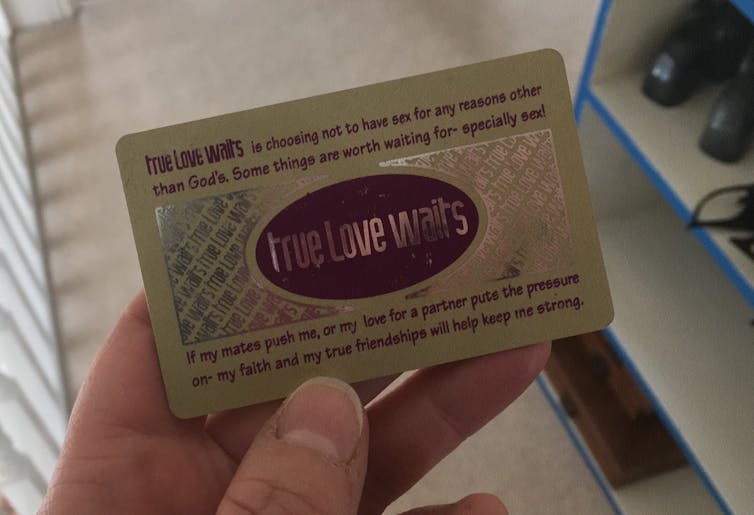 true Love waits is choosing not to have sex for any reasons other
than God's. Some things are worth waiting for- specially sex!
true Love waits
If my mates push me, or my love for a partner puts the pressure
on- my faith and my true friendships will help keep me strong.